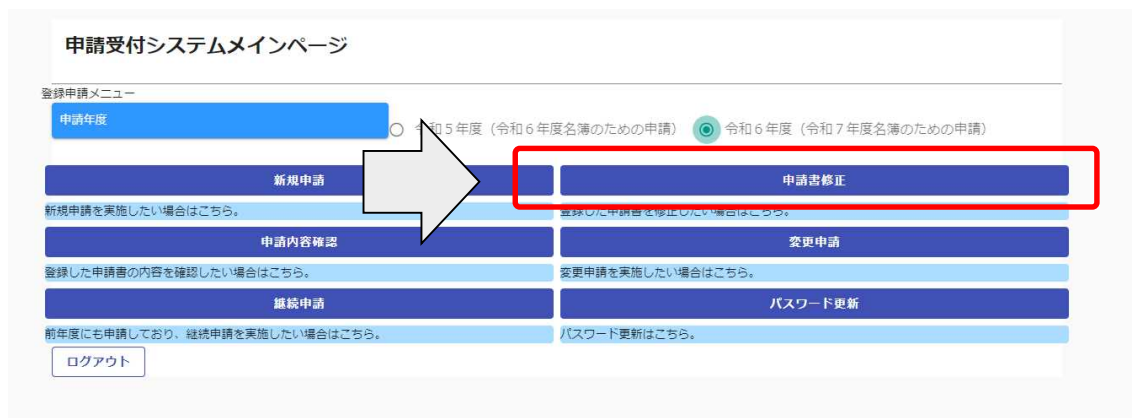 申請受付システムメインページ
登録申請メニュー
申請年度
令和5年度（令和6年度名簿のための申請） 令和6年度（令和7年度名簿のための申請）
新規申請 申請書修正
新規申請を実施したい場合はこちら。 登録した申請書を修正したい場合はこちら。
申請内容確認 変更申請
登録した申請書の内容を確認したい場合はこちら。 変更申請を実施したい場合はこちら。
継続申請 パスワード更新
前年度にも申請しており、継続申請を実施したい場合はこちら。 パスワード更新はこちら。
ログアウト